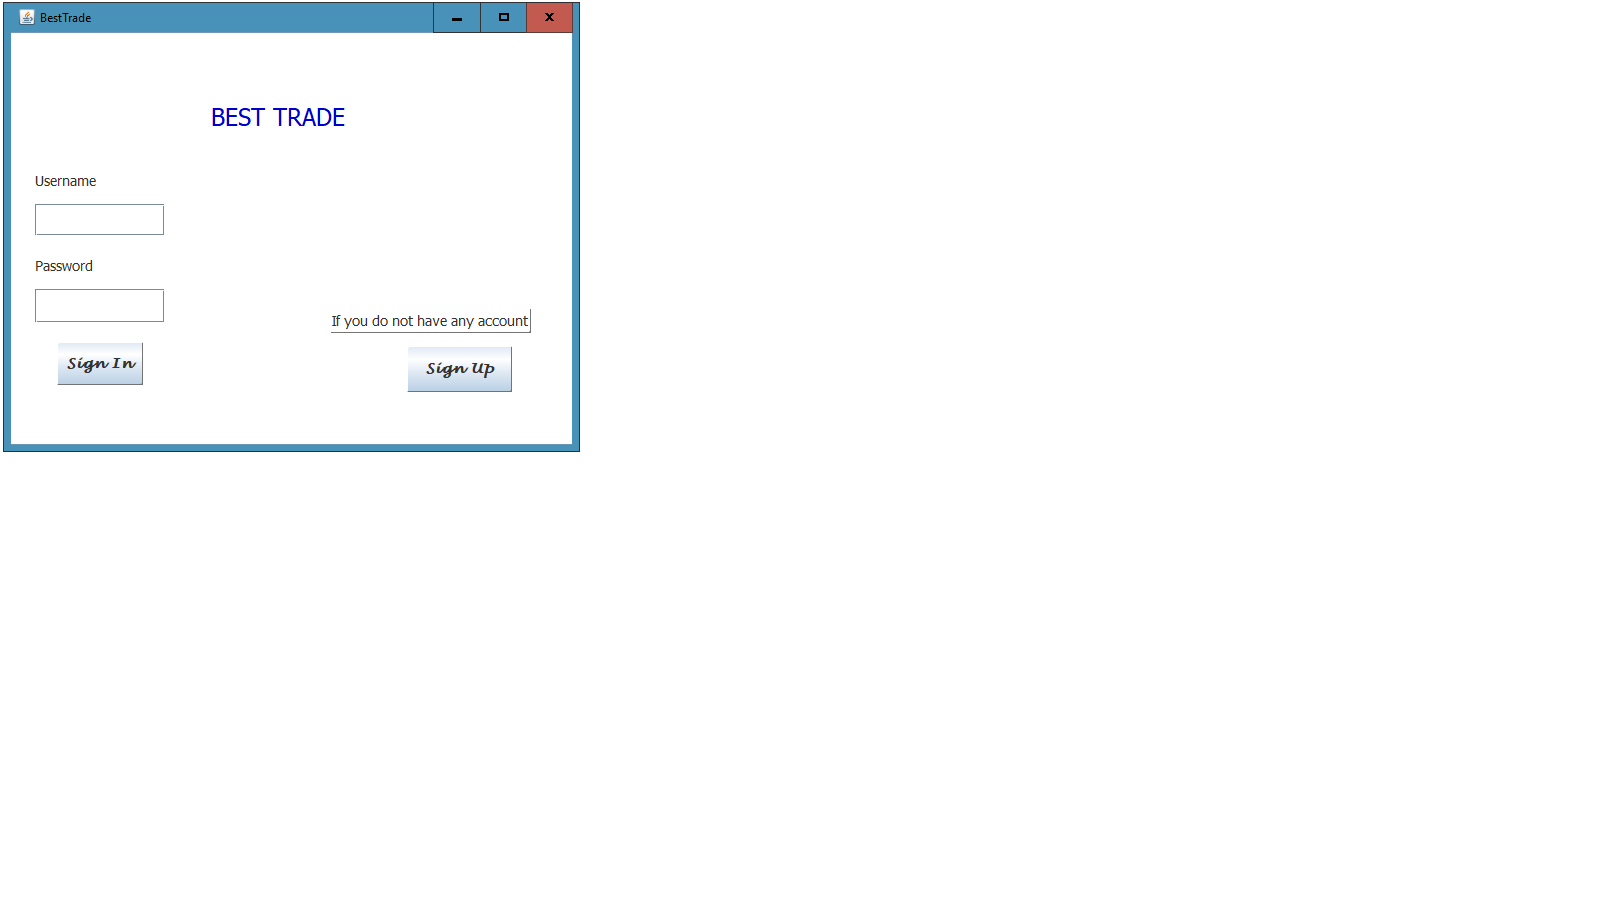 BestTrade
BEST TRADE
Username
Password
If you do not have any account
Sign In
Sign Up